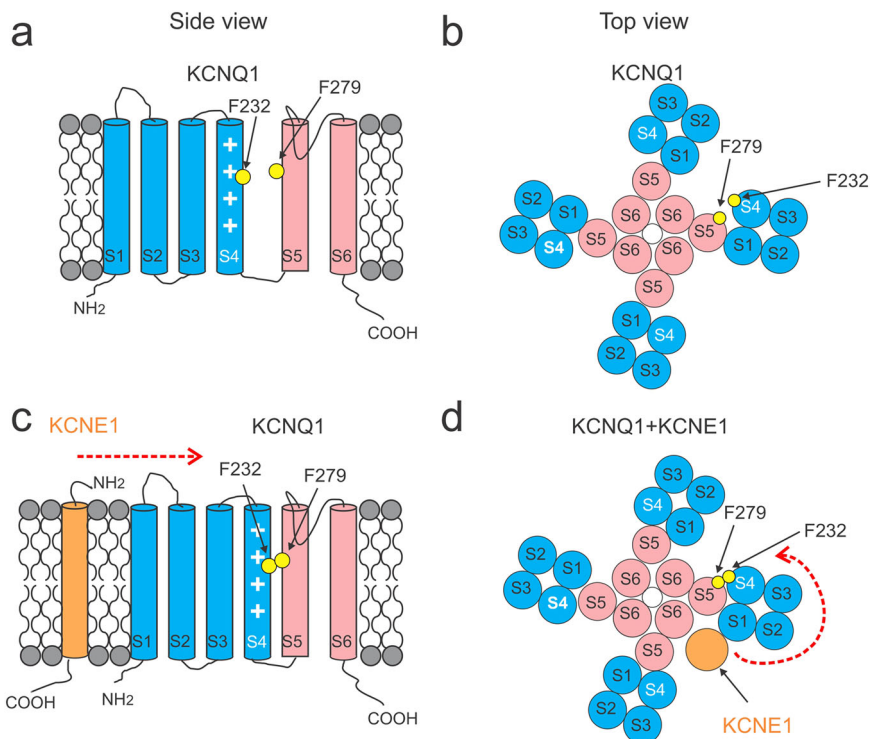 Side view
Top view
a
b
KCNQ1
KCNQ1
F232
F279
S1
S2
S3
S4
S5
S6
NH2
COOH
S3
S4
S2
S1
F279
F232
S5
S2
S1
S3
S4
S5
S6
S6
S6
S6
S5
S4
S3
S1
S2
S5
S1
S4
S2
S3
c
d
KCNE1
KCNQ1
KCNQ1+KCNE1
NH2
F232
F279
S1
S2
S3
S4
S5
S6
COOH
NH2
COOH
S3
S4
S2
S1
F279
F232
S5
S2
S1
S3
S4
S5
S6
S6
S6
S6
S5
S4
S3
S1
S2
S5
S1
S4
S2
S3
KCNE1